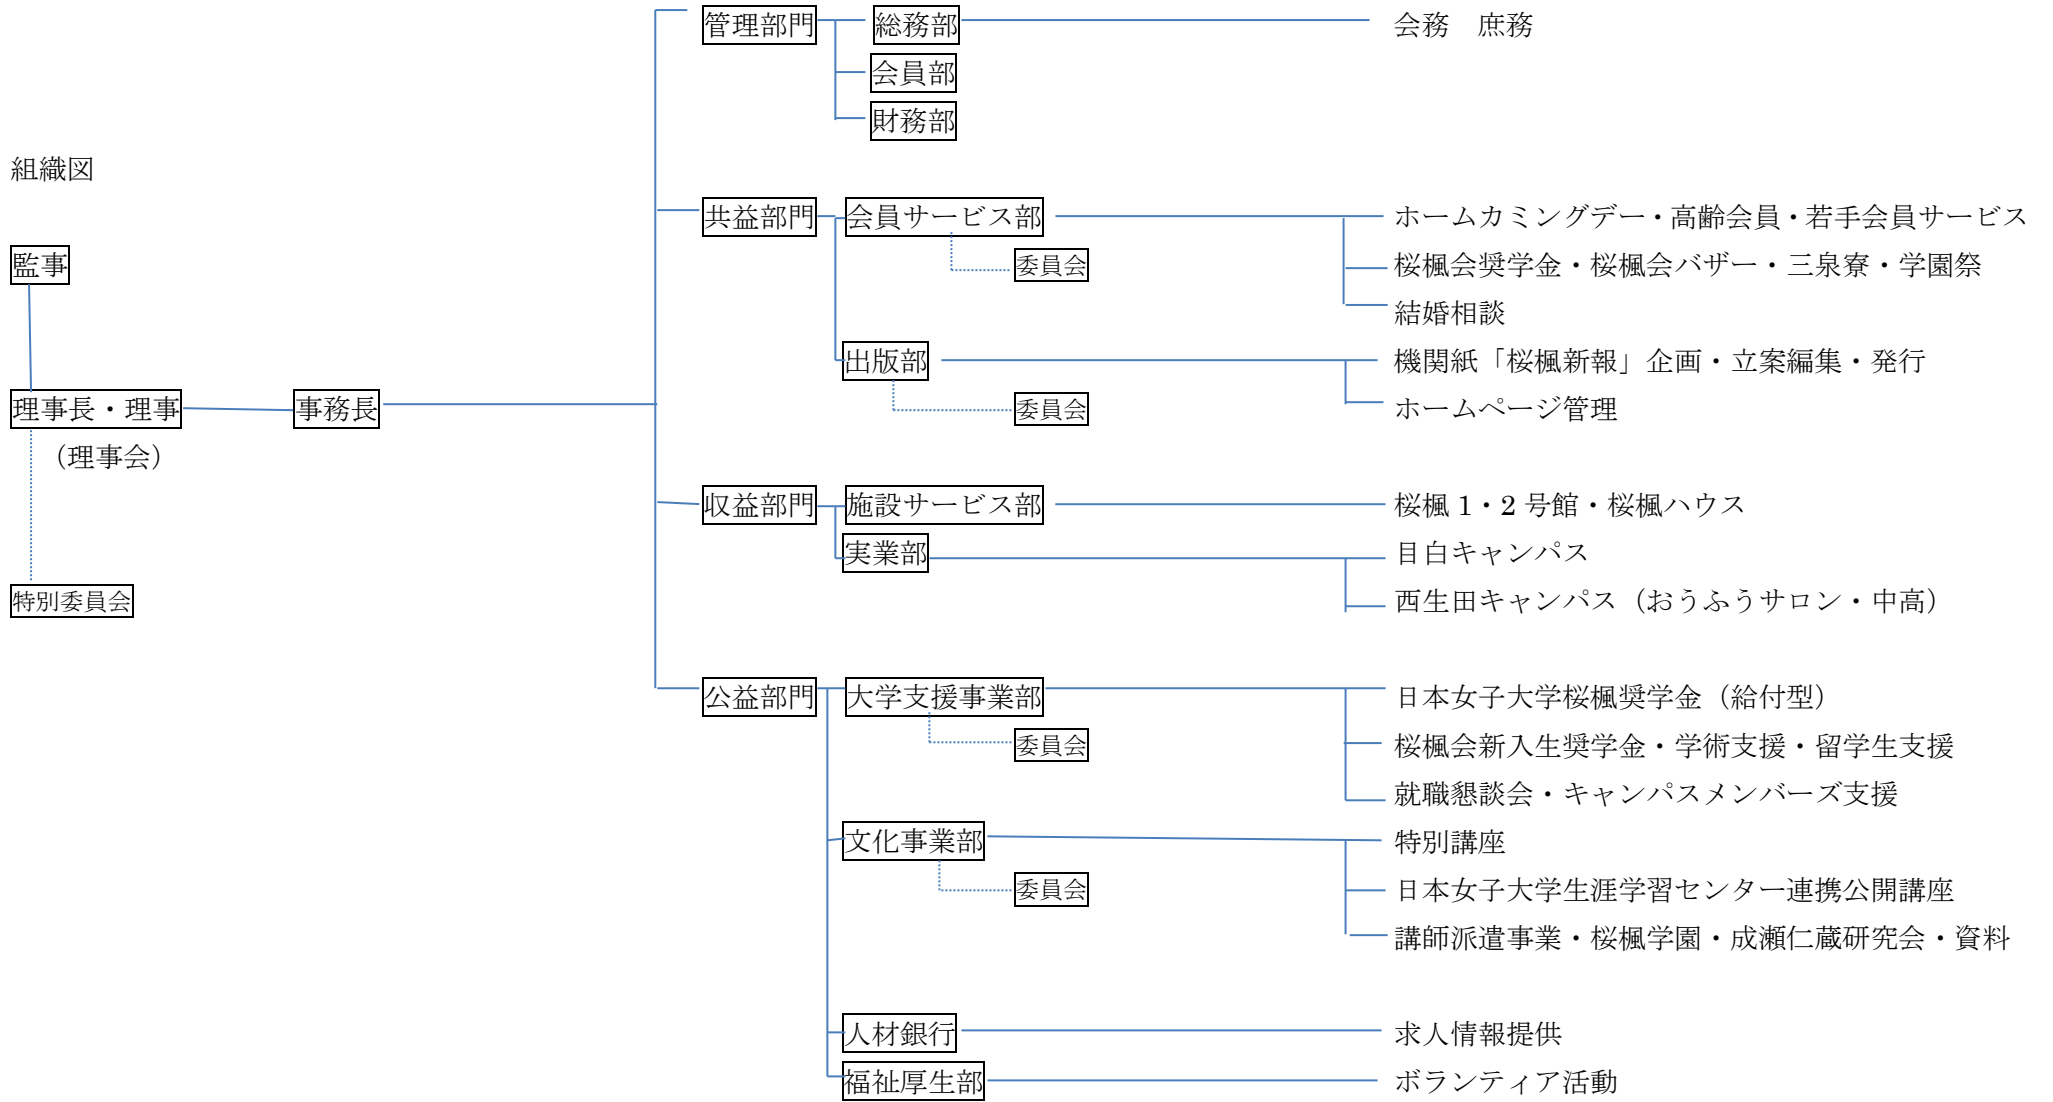 管理部門 総務部 会務　庶務
会員部
財務部
組織図
共益部門 会員サービス部 ホームカミングデー・高齢会員・若手会員サービス
監事 委員会 桜楓会奨学金・桜楓会バザー・三泉寮・学園祭
結婚相談
出版部 機関紙「桜楓新報」企画・立案編集・発行
理事長・理事 事務長 委員会 ホームページ管理
（理事会）
収益部門 施設サービス部 桜楓 1・2 号館・桜楓ハウス
実業部 目白キャンパス
特別委員会 西生田キャンパス（おうふうサロン・中高）
公益部門 大学支援事業部 日本女子大学桜楓奨学金（給付型）
委員会 桜楓会新入生奨学金・学術支援・留学生支援
就職懇談会・キャンパスメンバーズ支援
文化事業部 特別講座
委員会 日本女子大学生涯学習センター連携公開講座
講師派遣事業・桜楓学園・成瀬仁蔵研究会・資料
人材銀行 求人情報提供
福祉厚生部 ボランティア活動